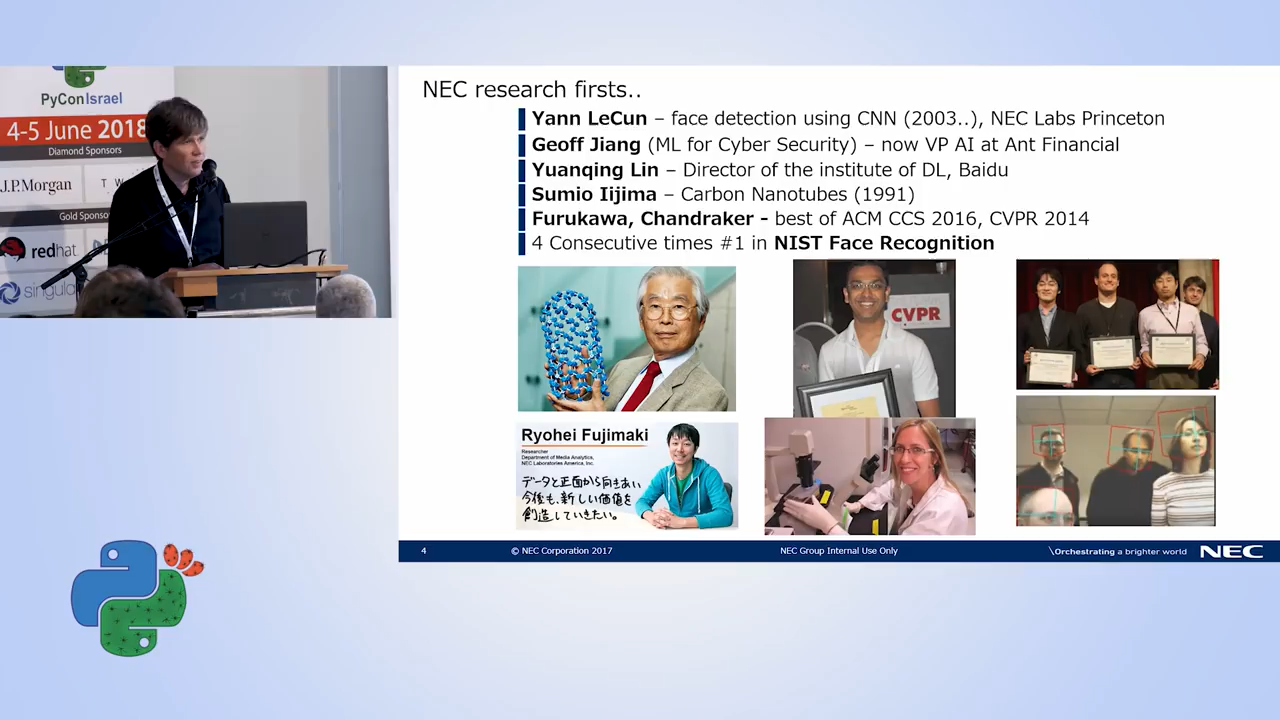 PyConIsrael
4-5 June 2018
Diamond Sponsors
J.P.Morgan
T W
Gold Sponso
redhat
singula
NEC research firsts..
Yann LeCun – face detection using CNN (2003..), NEC Labs Princeton
Geoff Jiang (ML for Cyber Security) – now VP AI at Ant Financial
Yuanqing Lin – Director of the institute of DL, Baidu
Sumio Iijima – Carbon Nanotubes (1991)
Furukawa, Chandraker - best of ACM CCS 2016, CVPR 2014
4 Consecutive times #1 in NIST Face Recognition
CVPR
Ryohei Fujimaki
Researcher
Department of Media Analytics,
NEC Laboratories America, Inc.
データと正面から向きあい
今後も、新しい価値を
創造していきたい。
4
© NEC Corporation 2017
NEC Group Internal Use Only
\Orchestrating a brighter world
NEC